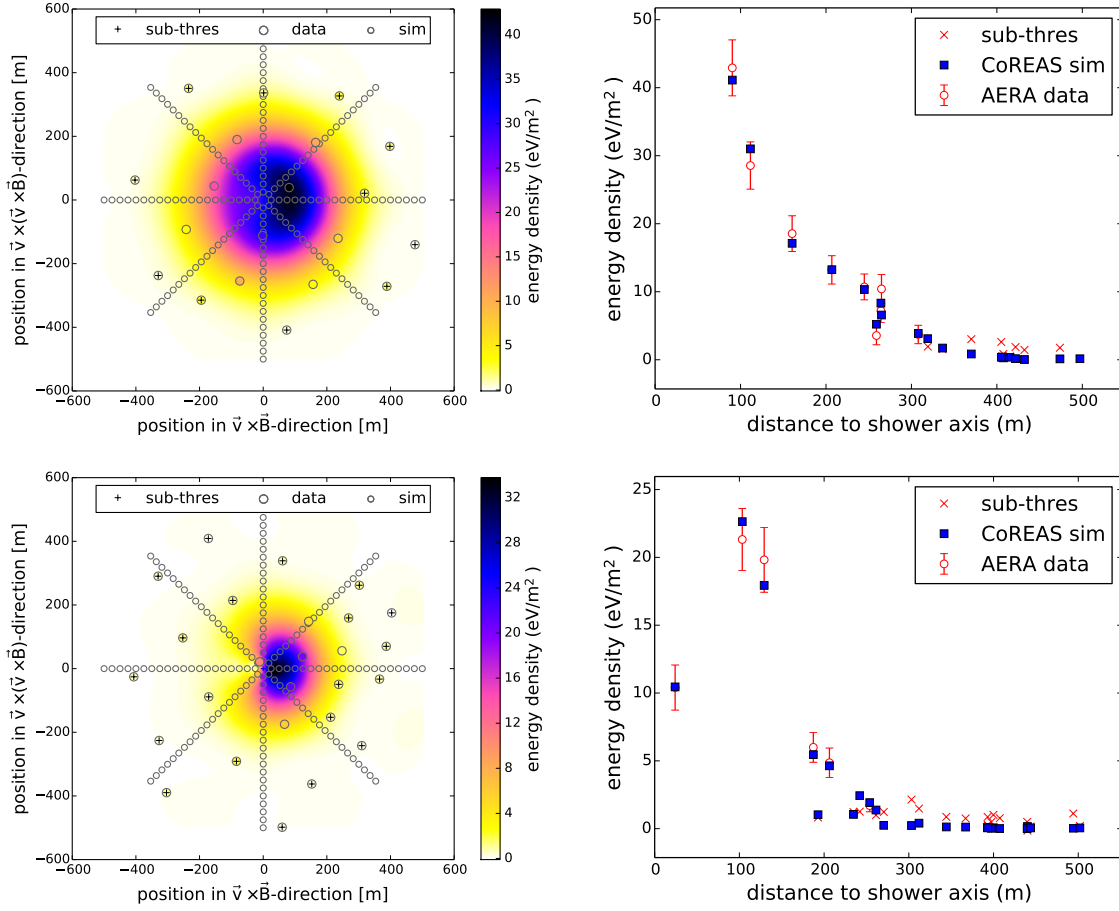 sub-thres data sim
600
400
200
0
−200
−400
−600
−600 −400 −200 0 200 400 600
position in v⃗ ×(v⃗ ×B⃗)-direction [m]
position in v⃗ ×B⃗-direction [m]
40
35
30
25
20
15
10
5
0
energy density (eV/m²)
sub-thres
CoREAS sim
AERA data
50
40
30
20
10
0
energy density (eV/m²)
0 100 200 300 400 500
distance to shower axis (m)
sub-thres data sim
600
400
200
0
−200
−400
−600
−600 −400 −200 0 200 400 600
position in v⃗ ×(v⃗ ×B⃗)-direction [m]
position in v⃗ ×B⃗-direction [m]
32
28
24
20
16
12
8
4
0
energy density (eV/m²)
sub-thres
CoREAS sim
AERA data
25
20
15
10
5
0
energy density (eV/m²)
0 100 200 300 400 500
distance to shower axis (m)